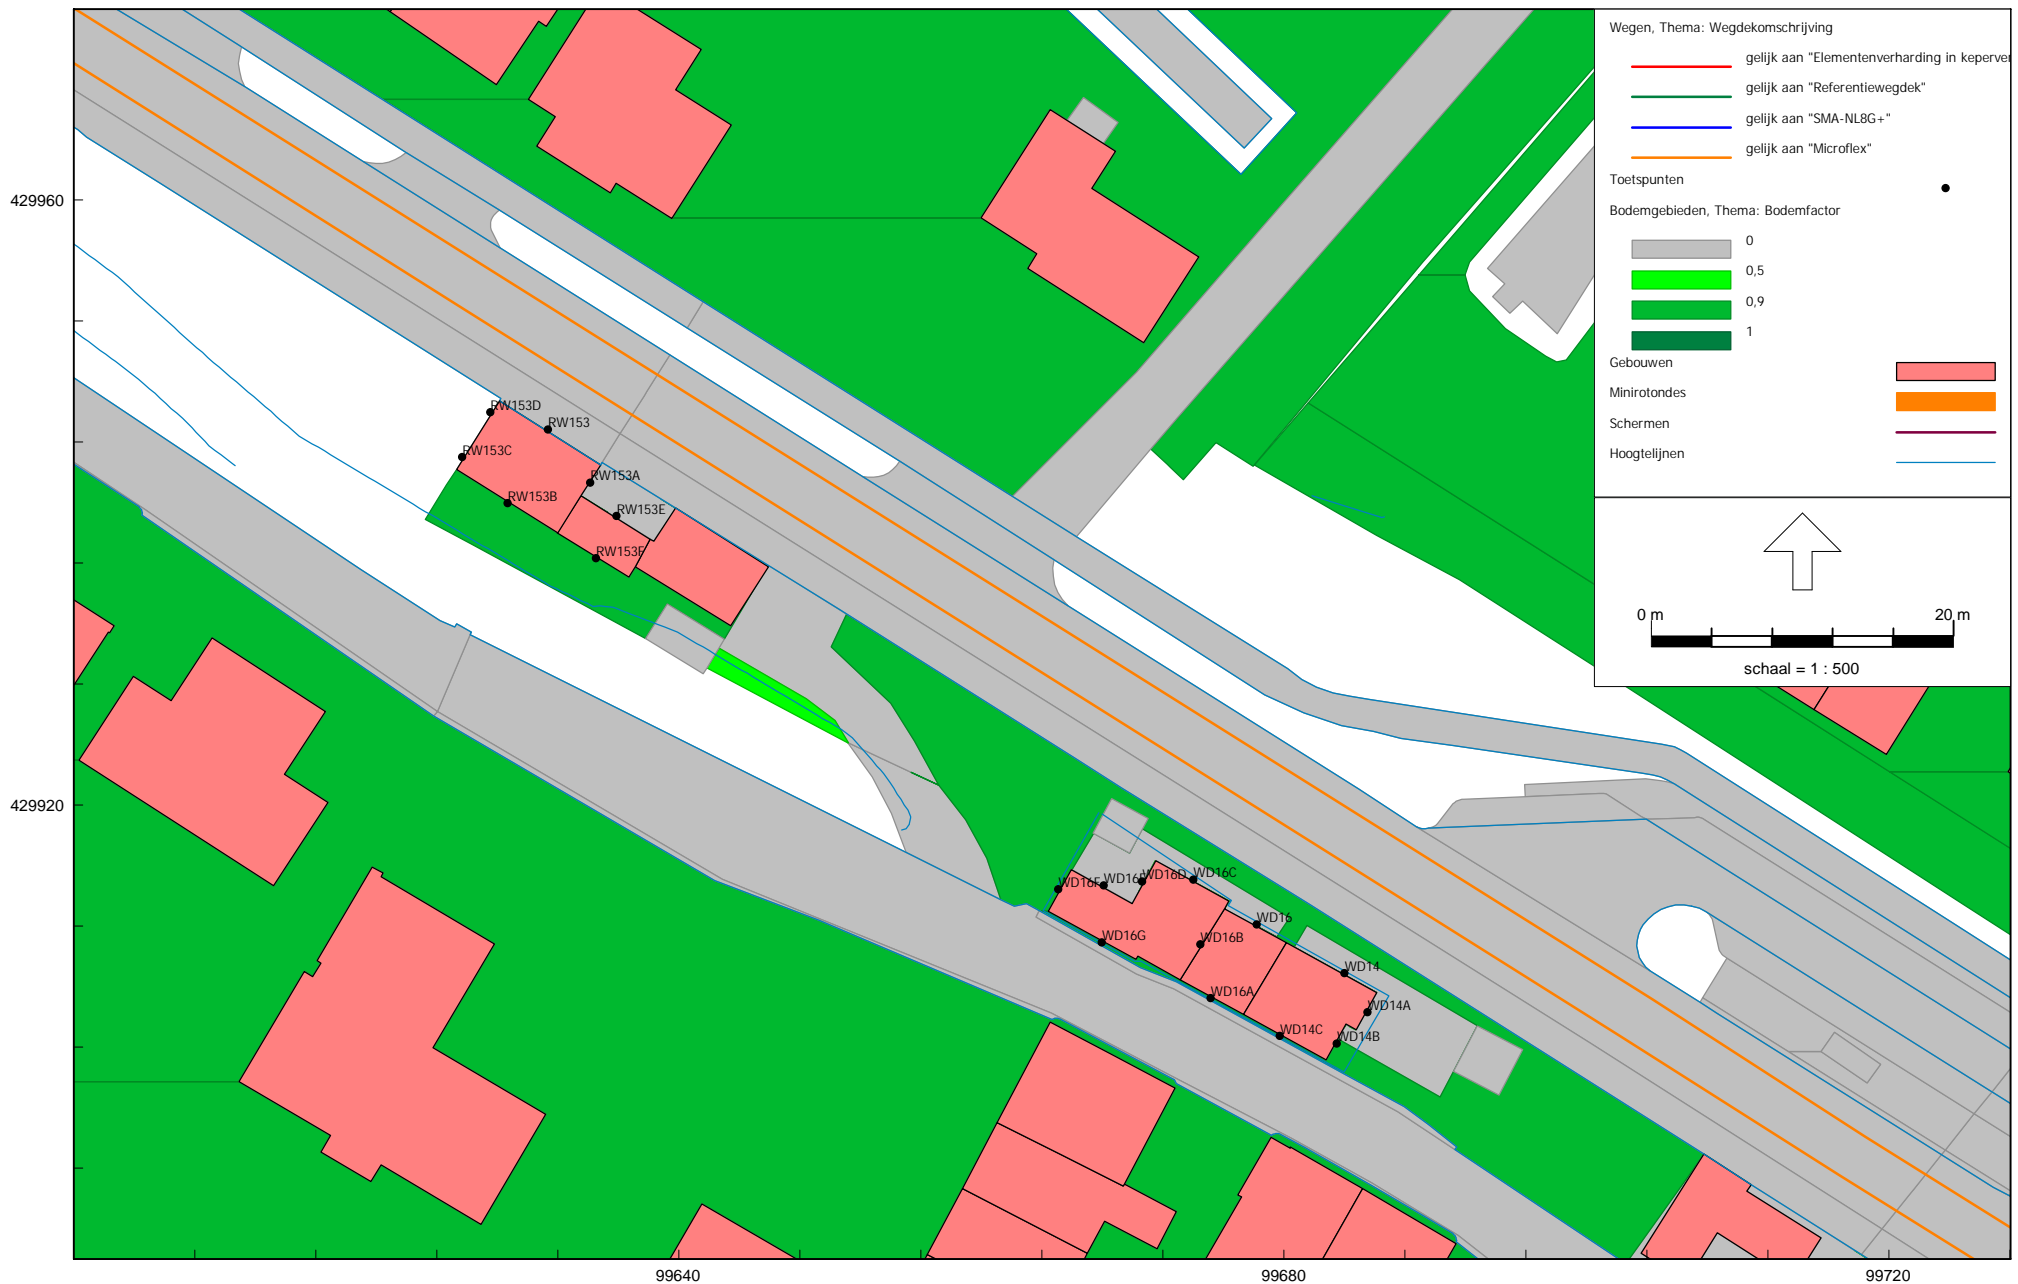 Wegen, Thema: Wegdekomschrijving
gelijk aan "Elementenverharding in keperver
gelijk aan "Referentiewegdek"
gelijk aan "SMA-NL8G+"
gelijk aan "Microflex"
Toetspunten
Bodemgebieden, Thema: Bodemfactor
0
0,5
0,9
1
Gebouwen
Minirotondes
Schermen
Hoogtelijnen
0 m 20 m
schaal = 1 : 500
429960
429920
RW153D
RW153
RW153C
RW153A
RW153B
RW153E
RW153F
WD16F
WD16E
WD16D
WD16C
WD16
WD16G
WD16B
WD14
WD16A
WD14A
WD14C
WD14B
99640
99680
99720